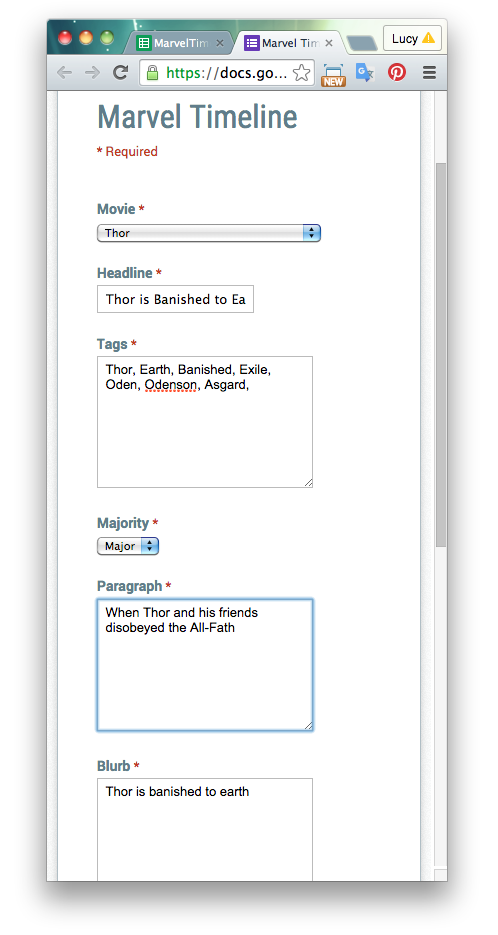 MarvelTim
Marvel Tim
Lucy
https://docs.go...
NEW
Marvel Timeline
* Required
Movie *
Thor
Headline *
Thor is Banished to Ea
Tags *
Thor, Earth, Banished, Exile,
Oden, Odenson, Asgard,
Majority *
Major
Paragraph *
When Thor and his friends
disobeyed the All-Fath
Blurb *
Thor is banished to earth